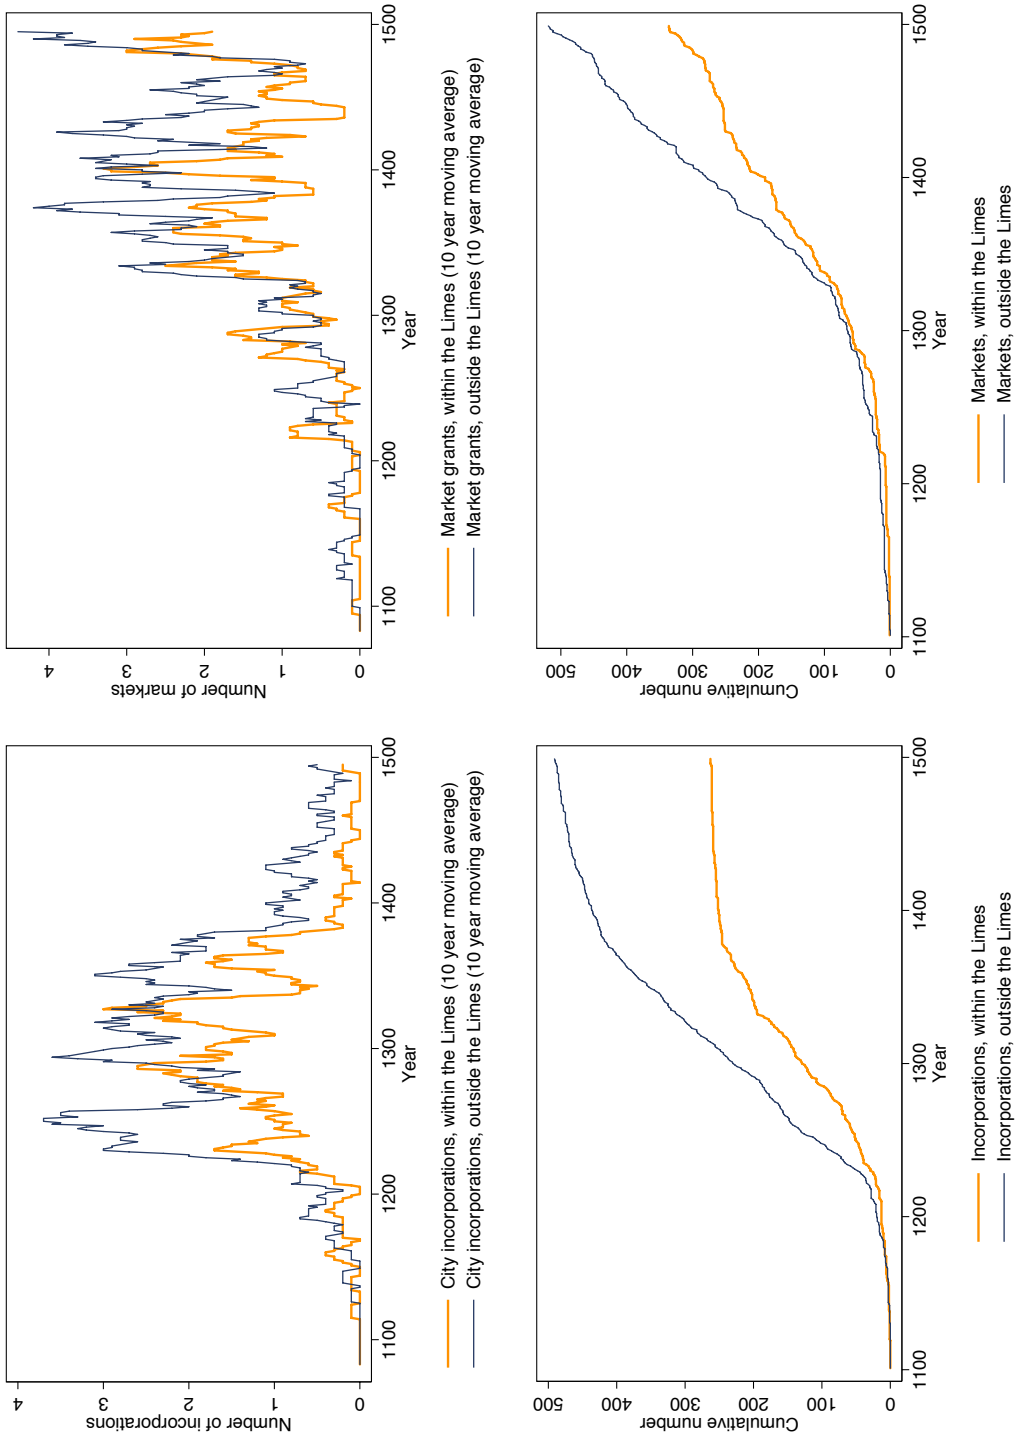 Number of incorporations
0
1
2
3
4
1100
1200
1300
1400
1500
Year
City incorporations, within the Limes (10 year moving average)
City incorporations, outside the Limes (10 year moving average)
Number of markets
0
1
2
3
4
1100
1200
1300
1400
1500
Year
Market grants, within the Limes (10 year moving average)
Market grants, outside the Limes (10 year moving average)
Cumulative number
0
100
200
300
400
500
1100
1200
1300
1400
1500
Year
Incorporations, within the Limes
Incorporations, outside the Limes
Cumulative number
0
100
200
300
400
500
1100
1200
1300
1400
1500
Year
Markets, within the Limes
Markets, outside the Limes